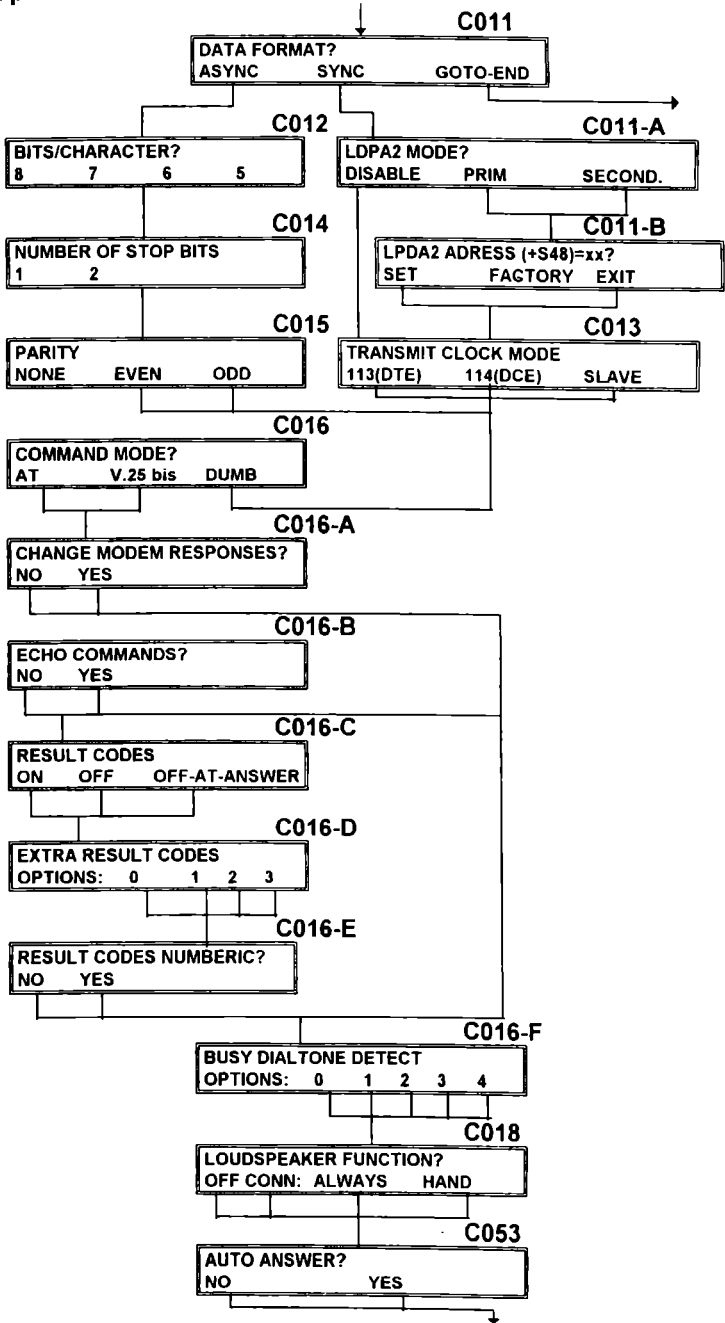 C011
DATA FORMAT?
ASYNC SYNC GOTO-END
C012
BITS/CHARACTER?
8 7 6 5
C011-A
LDPA2 MODE?
DISABLE PRIM SECOND.
C014
NUMBER OF STOP BITS
1 2
C011-B
LPDA2 ADRESS (+S48)=xx?
SET FACTORY EXIT
C015
PARITY
NONE EVEN ODD
C013
TRANSMIT CLOCK MODE
113(DTE) 114(DCE) SLAVE
C016
COMMAND MODE?
AT V.25 bis DUMB
C016-A
CHANGE MODEM RESPONSES?
NO YES
C016-B
ECHO COMMANDS?
NO YES
C016-C
RESULT CODES
ON OFF OFF-AT-ANSWER
C016-D
EXTRA RESULT CODES
OPTIONS: 0 1 2 3
C016-E
RESULT CODES NUMBERIC?
NO YES
C016-F
BUSY DIALTONE DETECT
OPTIONS: 0 1 2 3 4
C018
LOUDSPEAKER FUNCTION?
OFF CONN: ALWAYS HAND
C053
AUTO ANSWER?
NO YES